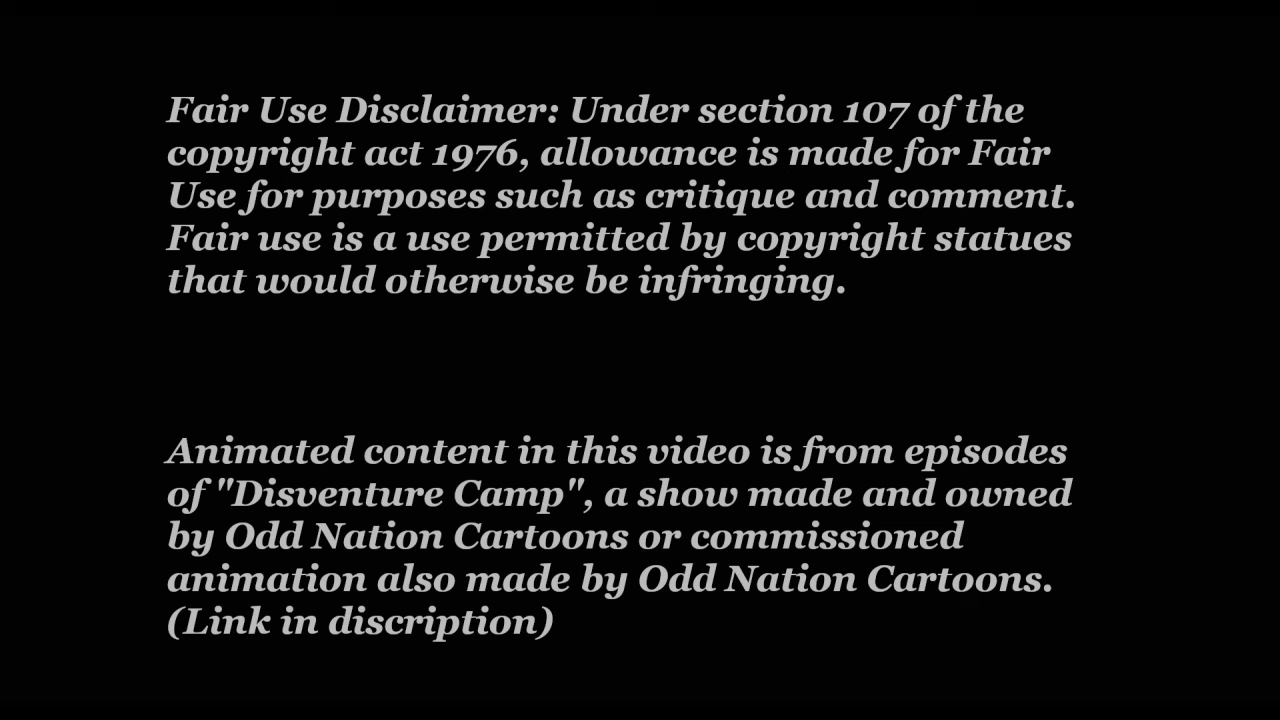 Fair Use Disclaimer: Under section 107 of the
copyright act 1976, allowance is made for Fair
Use for purposes such as critique and comment.
Fair use is a use permitted by copyright statues
that would otherwise be infringing.
Animated content in this video is from episodes
of "Disventure Camp", a show made and owned
by Odd Nation Cartoons or commissioned
animation also made by Odd Nation Cartoons.
(Link in discription)